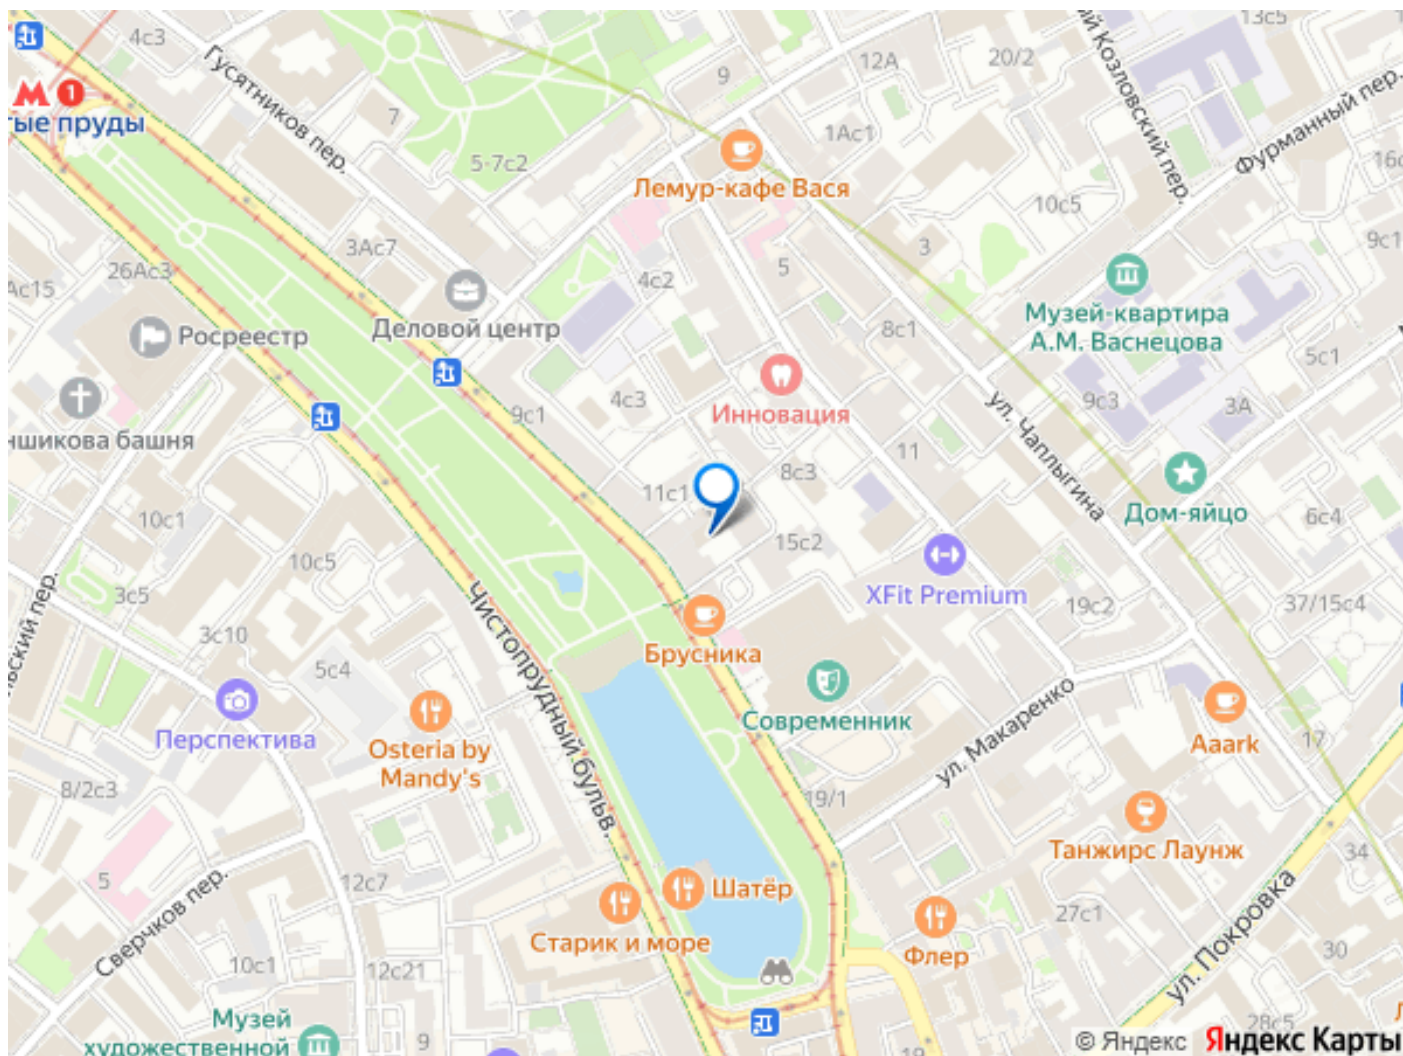 4с3
Гусятников пер.
12А
20/2
13с5
ий Козловский пер.
9
7
1
тые пруды
5-7с2
1Ас1
Фурманный пер.
16с
Лемур-кафе Вася
10с5
9с1
3Ас7
26Ас3
Ас15
4с2
5
3
Музей-квартира
А.М. Васнецова
Росреестр
Деловой центр
8с1
5с1
9с1
4с3
Инновация
ул. Чаплыгина
9с3
3А
ншикова башня
11
8с3
11с1
Дом-яйцо
6с4
10с1
15с2
10с5
3с5
XFit Premium
19с2
37/15с4
ьский пер.
3с10
Чистопрудный бульв.
Брусника
5с4
Перспектива
Osteria by
Mandy's
Современник
ул. Макаренко
Aaark
17
8/2с3
19/1
Танжирс Лаунж
34
5
12с7
Шатёр
Сверчков пер.
Старик и море
27с1
Флер
ул. Покровка
30
10с1
12с21
Музей
художественной
9
28с5
19
© Яндекс Яндекс Карты